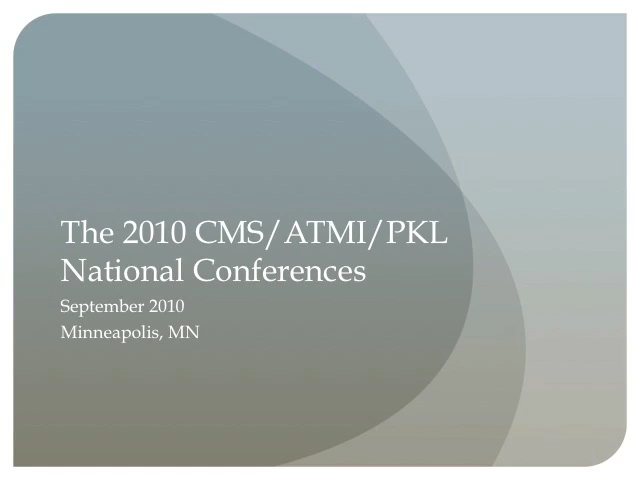 The 2010 CMS/ATMI/PKL
National Conferences
September 2010
Minneapolis, MN